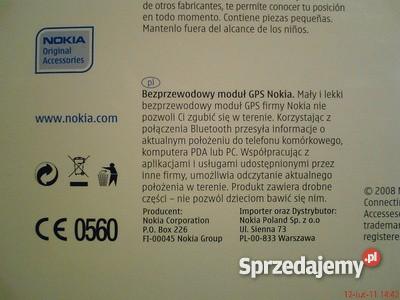 de otros fabricantes, te permite conocer tu posición
en todo momento. Contiene piezas pequeñas.
Mantenlo fuera del alcance de los niños.
NOKIA
Original
Accessories
pl
Bezprzewodowy moduł GPS Nokia. Mały i lekki
bezprzewodowy moduł GPS firmy Nokia nie
pozwoli Ci zgubić się w terenie. Korzystając z
połączenia Bluetooth przesyła informacje o
aktualnym położeniu do telefonu komórkowego,
komputera PDA lub PC. Współpracując z
aplikacjami i usługami udostępnionymi przez
inne firmy, umożliwia odczytanie aktualnego
położenia w terenie. Produkt zawiera drobne
części – nie pozwól dzieciom bawić się nim.
www.nokia.com
CE 0560
Producent:
Nokia Corporation
P.O. Box 226
FI-00045 Nokia Group
Importer oraz Dystrybutor:
Nokia Poland Sp. z o.o
Ul. Sienna 73
PL-00-833 Warszawa
© 2008 N
Connectin
Accesses
trademar
registere
Sprzedajemy.pl